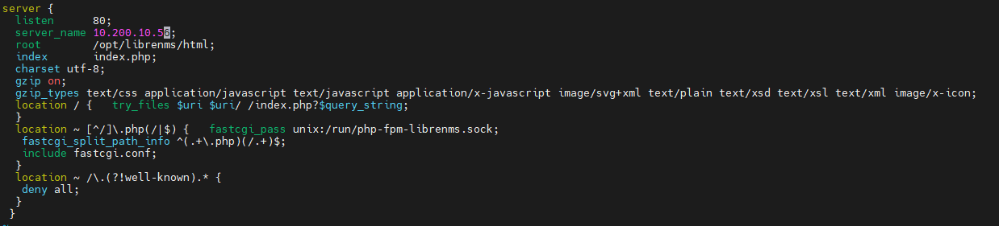 server {
listen 80;
server_name 10.200.10.56;
root /opt/librenms/html;
index index.php;
charset utf-8;
gzip on;
gzip_types text/css application/javascript text/javascript application/x-javascript image/svg+xml text/plain text/xsd text/xsl text/xml image/x-icon;
location / { try_files $uri $uri/ /index.php?$query_string;
}
location ~ [^/]\.php(/|$) { fastcgi_pass unix:/run/php-fpm-librenms.sock;
fastcgi_split_path_info ^(.+\.php)(/.+)$;
include fastcgi.conf;
}
location ~ /\.(?!well-known).* {
deny all;
}
}